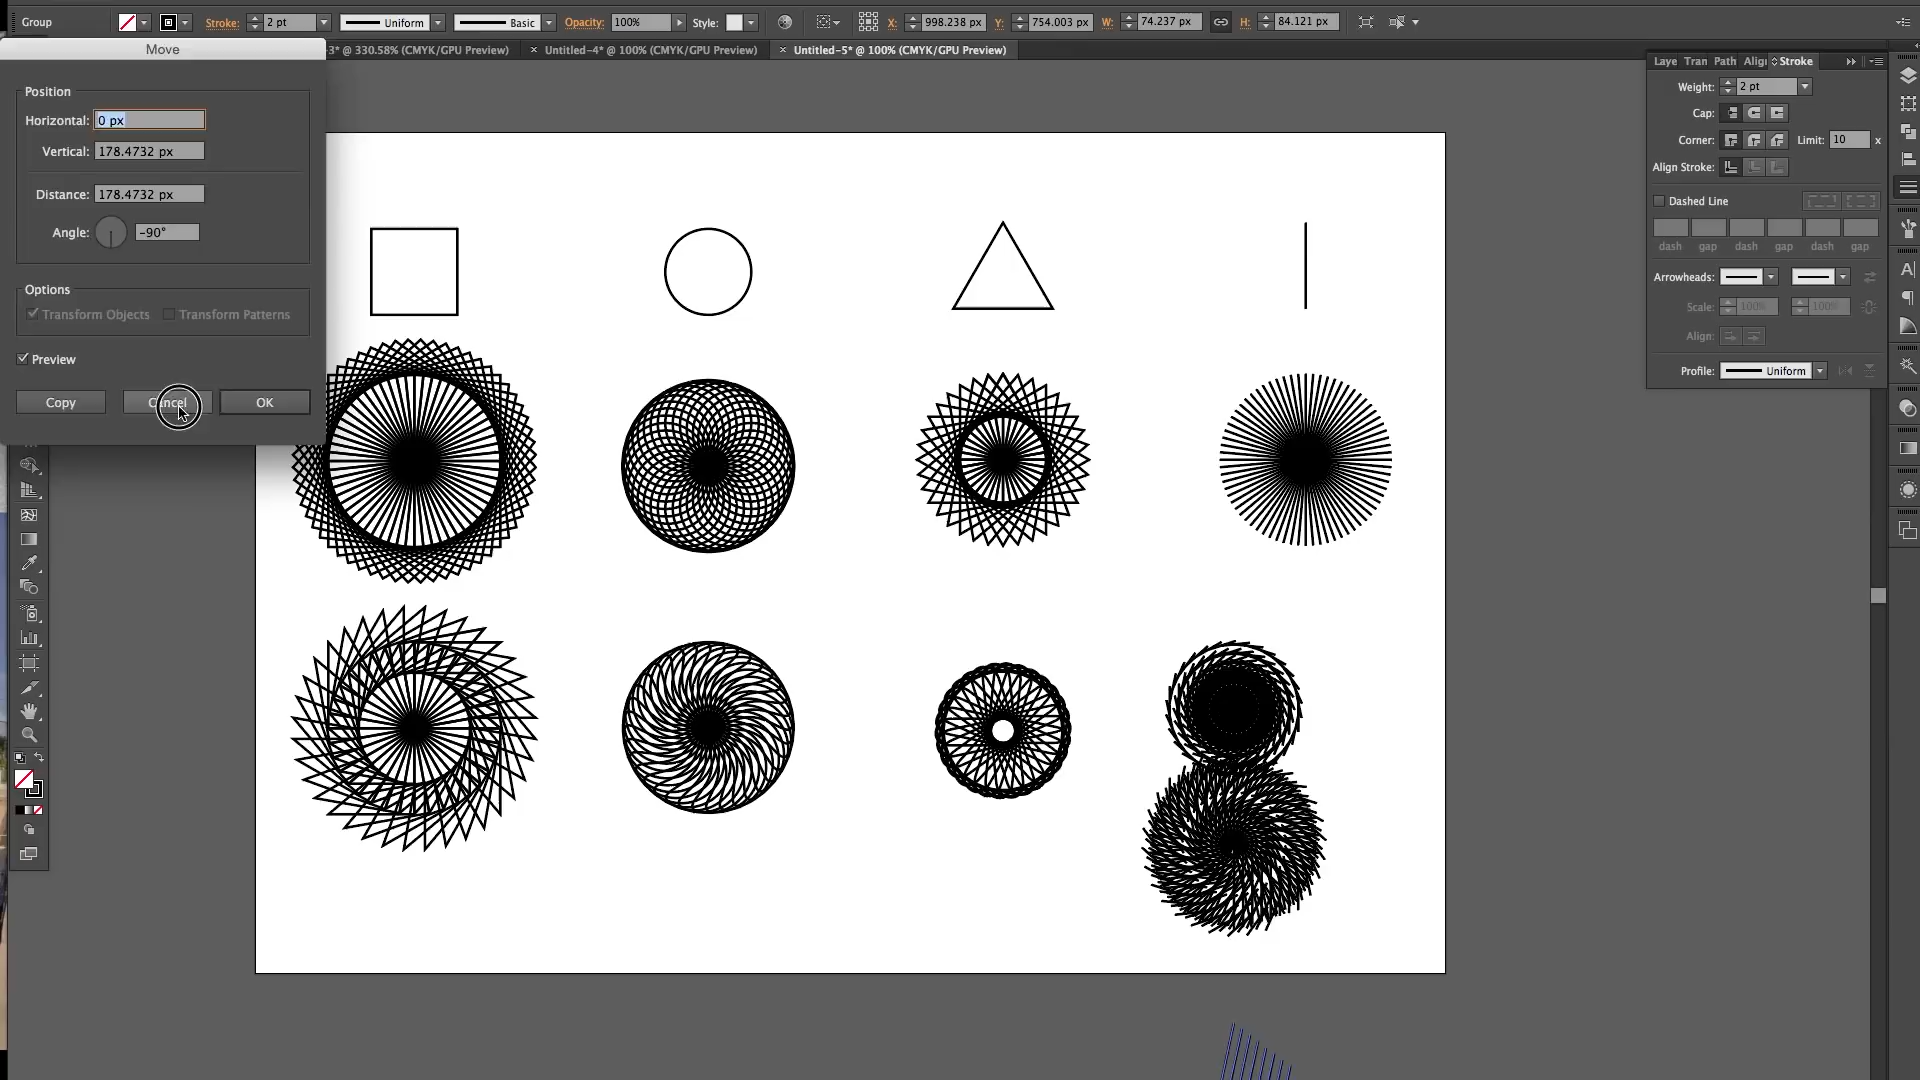 Group
Stroke: 2 pt Uniform Basic Opacity: 100% Style: X: 998.238 px Y: 754.003 px W: 74.237 px H: 84.121 px
3* @ 330.58% (CMYK/GPU Preview) × Untitled-4* @ 100% (CMYK/GPU Preview) × Untitled-5* @ 100% (CMYK/GPU Preview)
Move
Position
Horizontal: 0 px
Vertical: 178.4732 px
Distance: 178.4732 px
Angle: -90°
Options
Transform Objects Transform Patterns
Preview
Copy Cancel OK
Laye Tran Path Alig Stroke
Weight: 2 pt
Cap:
Corner: Limit: 10 x
Align Stroke:
Dashed Line
dash gap dash gap dash gap
Arrowheads:
Scale: 100% 100%
Align:
Profile: Uniform